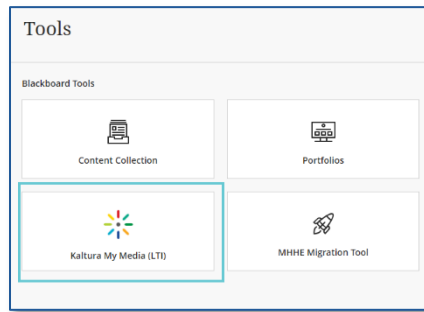 Tools
Blackboard Tools
Content Collection
Portfolios
Kaltura My Media (LTI)
MHHE Migration Tool